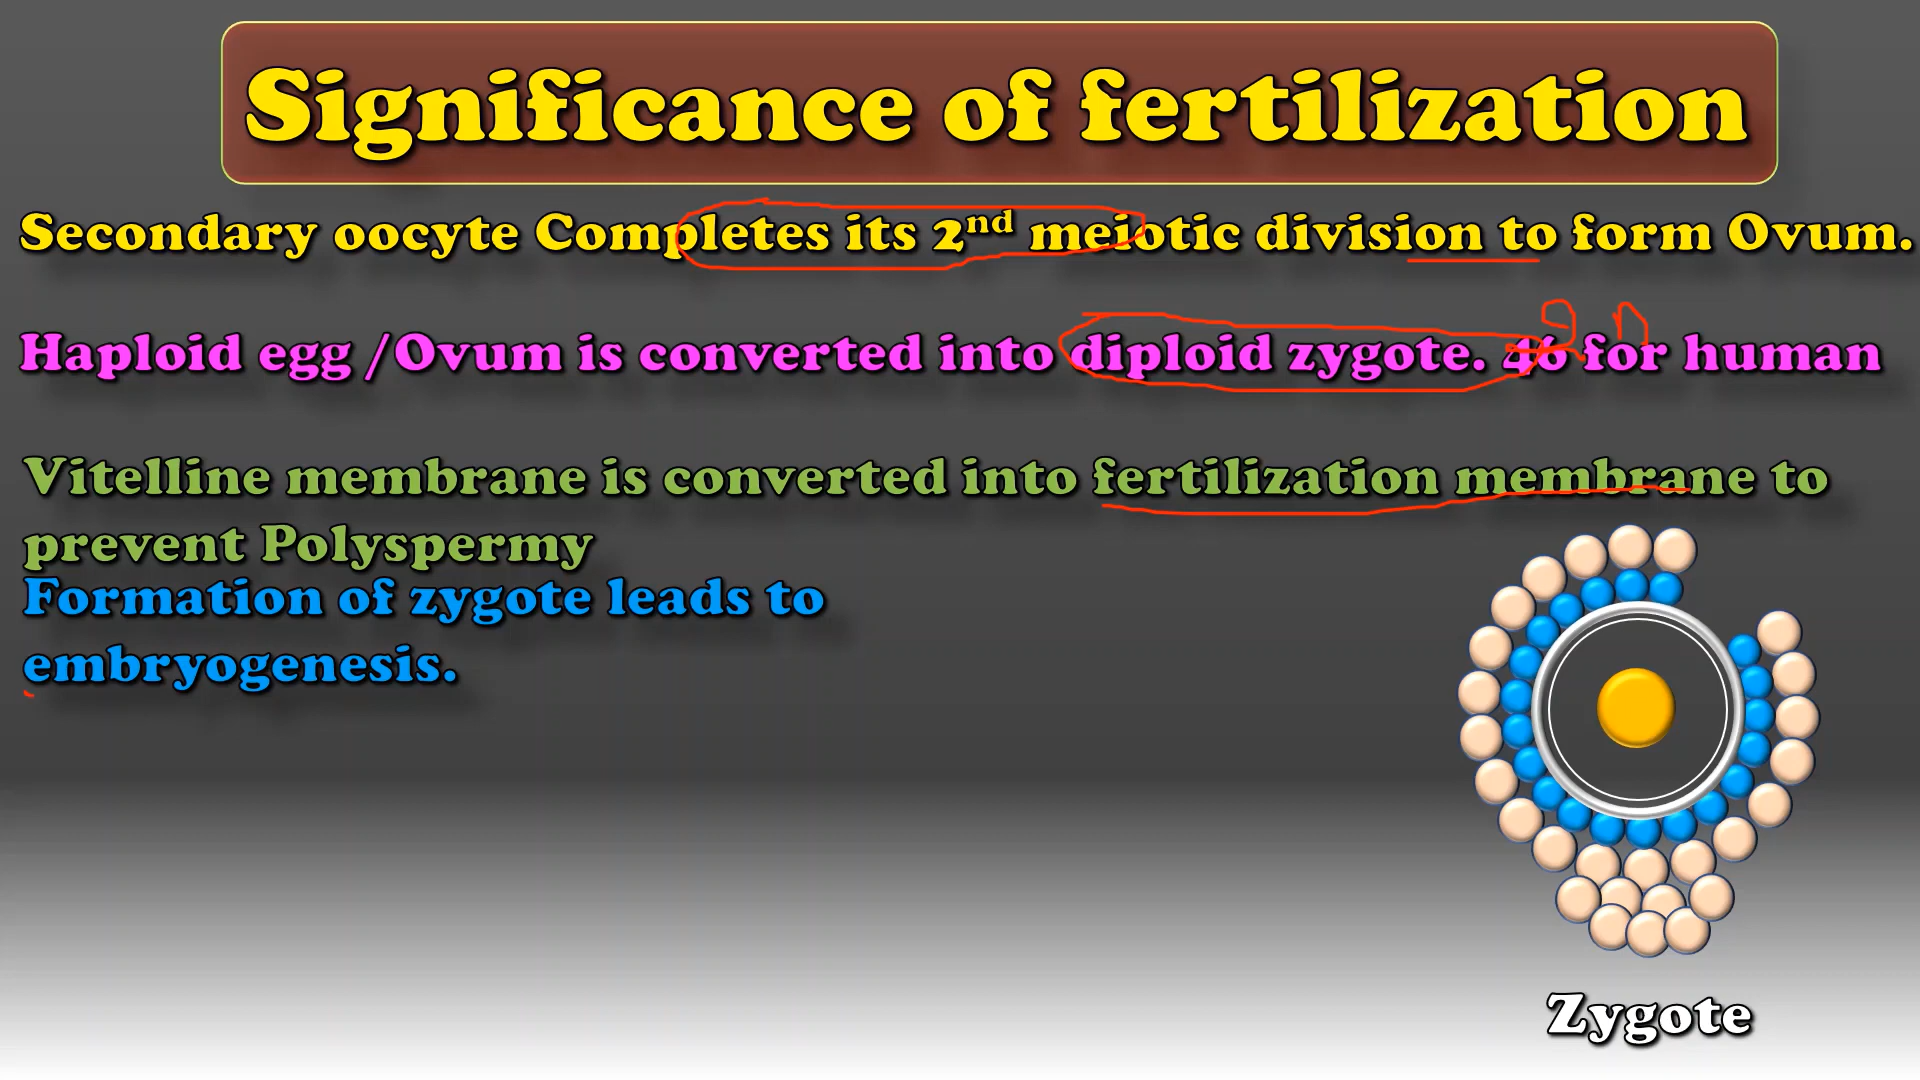 Significance of fertilization
Secondary oocyte Completes its 2nd meiotic division to form Ovum.
2n
Haploid egg /Ovum is converted into diploid zygote. 46 for human
Vitelline membrane is converted into fertilization membrane to
prevent Polyspermy
Formation of zygote leads to
embryogenesis.
Zygote